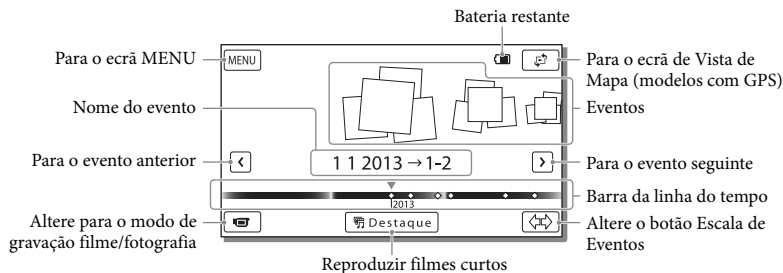 Bateria restante
Para o ecrã MENU
MENU
Para o ecrã de Vista de
Mapa (modelos com GPS)
Nome do evento
Eventos
Para o evento anterior
1 1 2013 →1-2
Para o evento seguinte
Barra da linha do tempo
2013
Altere para o modo de
gravação filme/fotografia
Destaque
Altere o botão Escala de
Eventos
Reproduzir filmes curtos